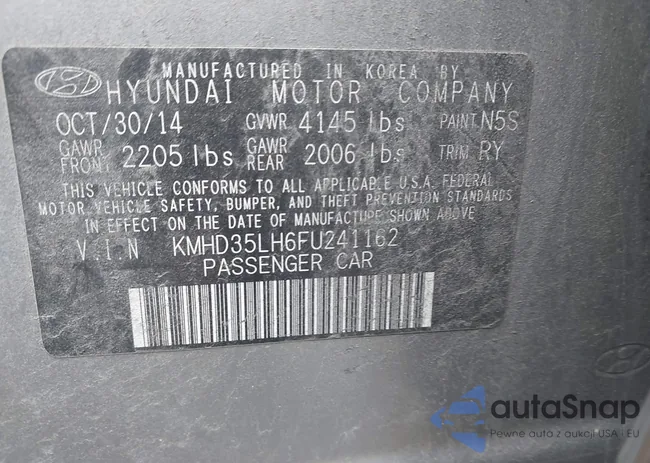 MANUFACTURED IN KOREA BY
HYUNDAI MOTOR COMPANY
OCT/30/14 GVWR 4145 lbs PAINT N5S
GAWR FRONT 2205 lbs GAWR REAR 2006 lbs TRIM RY
THIS VEHICLE CONFORMS TO ALL APPLICABLE U.S.A. FEDERAL
MOTOR VEHICLE SAFETY, BUMPER, AND THEFT PREVENTION STANDARDS
IN EFFECT ON THE DATE OF MANUFACTURE SHOWN ABOVE
V.I.N KMHD35LH6FU241162
PASSENGER CAR
autaSnap
Pewne auta z aukcji USA i EU